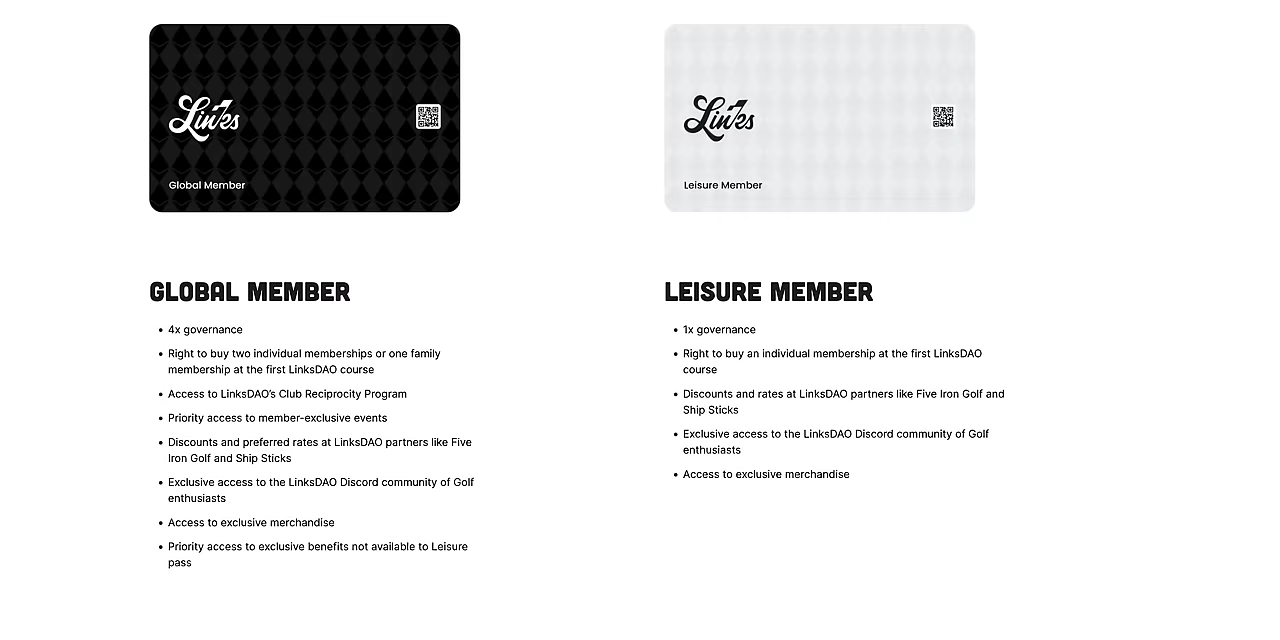 Links
Global Member
Links
Leisure Member
GLOBAL MEMBER
• 4x governance
• Right to buy two individual memberships or one family
membership at the first LinksDAO course
• Access to LinksDAO’s Club Reciprocity Program
• Priority access to member-exclusive events
• Discounts and preferred rates at LinksDAO partners like Five
Iron Golf and Ship Sticks
• Exclusive access to the LinksDAO Discord community of Golf
enthusiasts
• Access to exclusive merchandise
• Priority access to exclusive benefits not available to Leisure
pass
LEISURE MEMBER
• 1x governance
• Right to buy an individual membership at the first LinksDAO
course
• Discounts and rates at LinksDAO partners like Five Iron Golf and
Ship Sticks
• Exclusive access to the LinksDAO Discord community of Golf
enthusiasts
• Access to exclusive merchandise